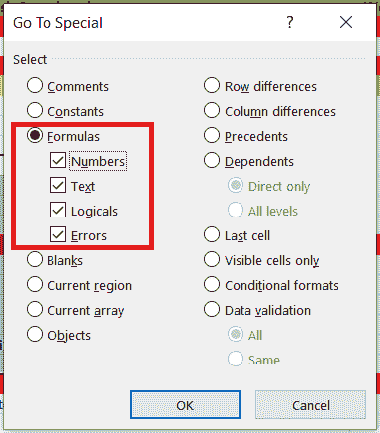 Go To Special
Select
Comments
Constants
Formulas
Numbers
Text
Logicals
Errors
Blanks
Current region
Current array
Objects
Row differences
Column differences
Precedents
Dependents
Direct only
All levels
Last cell
Visible cells only
Conditional formats
Data validation
All
Same
OK
Cancel